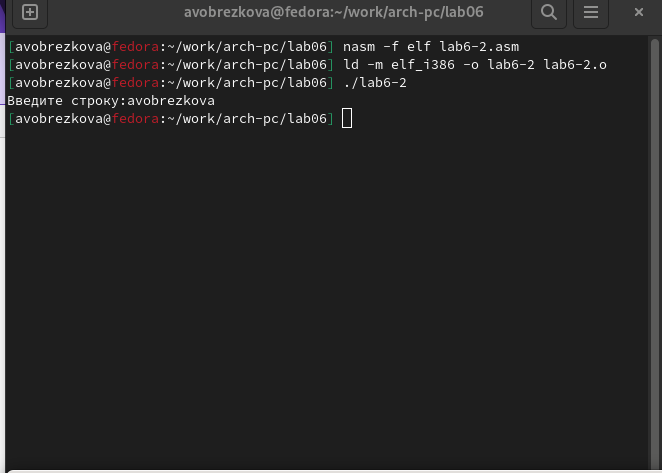 avobrezkova@fedora:~/work/arch-pc/lab06
[avobrezkova@fedora:~/work/arch-pc/lab06] nasm -f elf lab6-2.asm
[avobrezkova@fedora:~/work/arch-pc/lab06] ld -m elf_i386 -o lab6-2 lab6-2.o
[avobrezkova@fedora:~/work/arch-pc/lab06] ./lab6-2
Введите строку:avobrezkova
[avobrezkova@fedora:~/work/arch-pc/lab06]